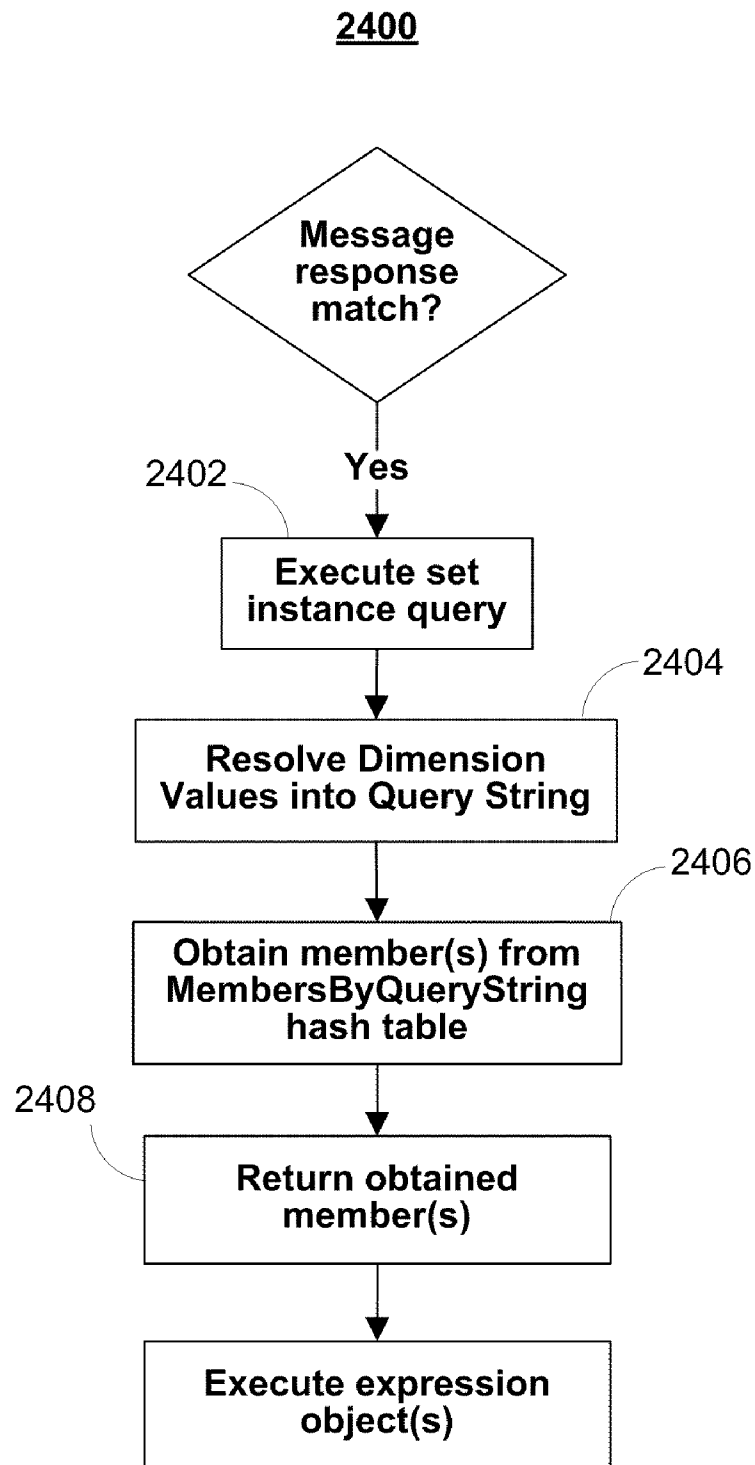 2400
Message
response
match?
Yes
2402
Execute set
instance query
2404
Resolve Dimension
Values into Query String
2406
Obtain member(s) from
MembersByQueryString
hash table
2408
Return obtained
member(s)
Execute expression
object(s)